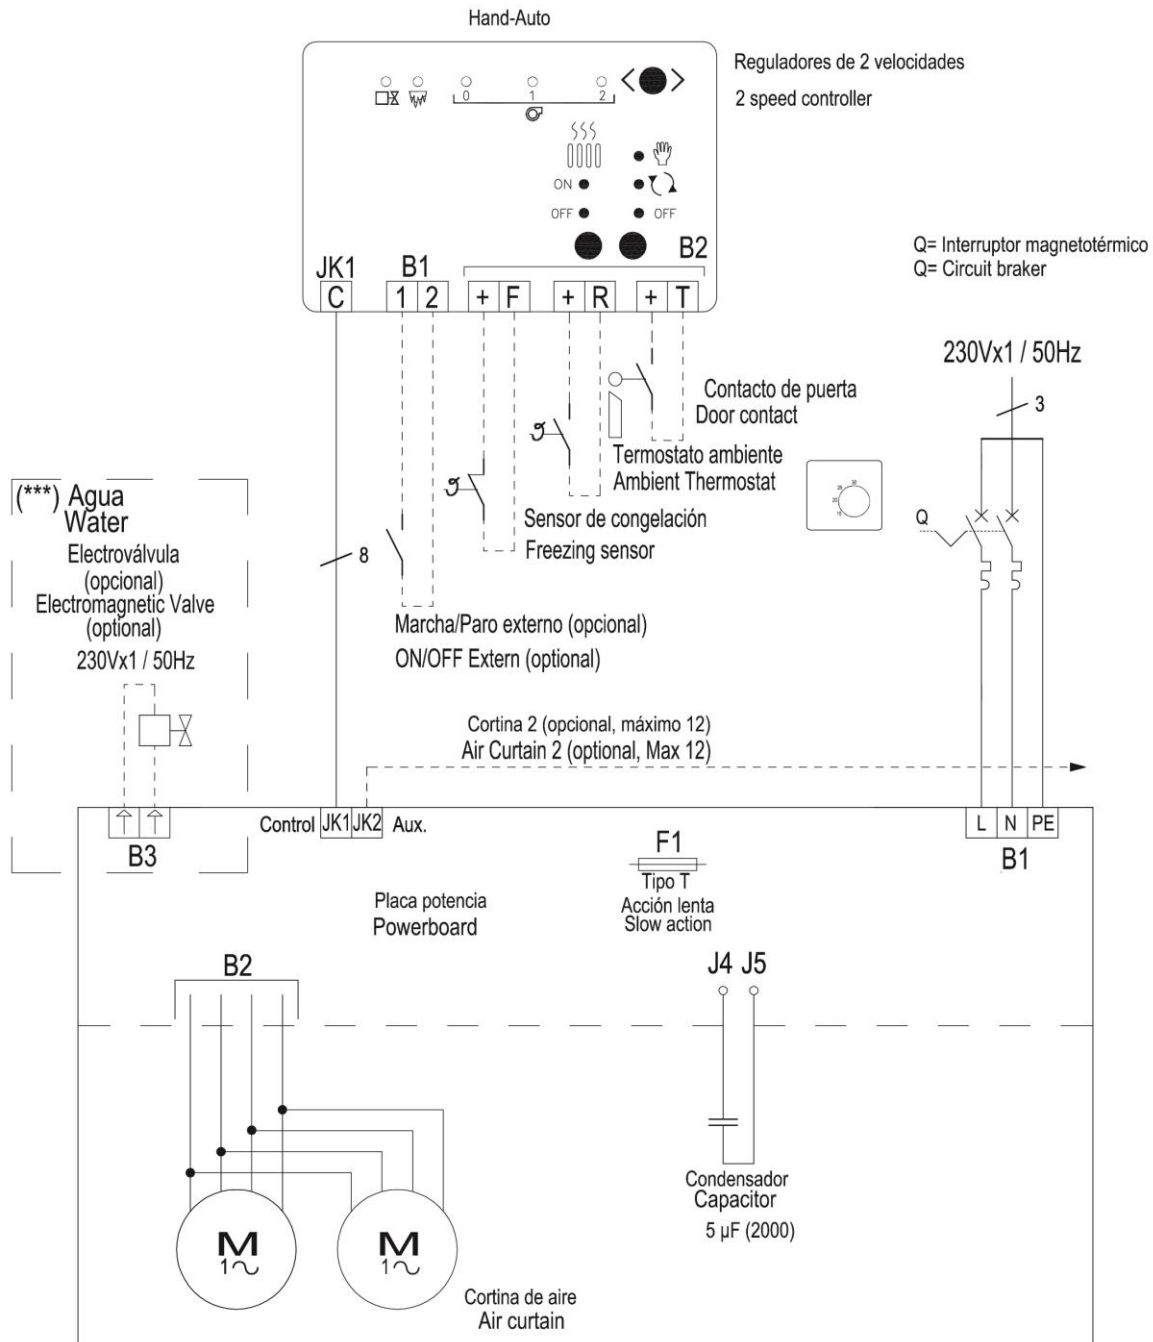 Hand-Auto
Reguladores de 2 velocidades
2 speed controller
0 1 2
ON
OFF OFF
B2
JK1 B1
C 1 2 + F + R + T
Q= Interruptor magnetotérmico
Q= Circuit braker
230Vx1 / 50Hz
3
Contacto de puerta
Door contact
Termostato ambiente
Ambient Thermostat
Sensor de congelación
Freezing sensor
Q
8
(***) Agua
Water
Electroválvula
(opcional)
Electromagnetic Valve
(optional)
230Vx1 / 50Hz
Marcha/Paro externo (opcional)
ON/OFF Extern (optional)
Cortina 2 (opcional, máximo 12)
Air Curtain 2 (optional, Max 12)
B3
Control JK1 JK2 Aux.
L N PE
B1
F1
Tipo T
Acción lenta
Slow action
Placa potencia
Powerboard
B2
J4 J5
Condensador
Capacitor
5 µF (2000)
M
1
M
1
Cortina de aire
Air curtain